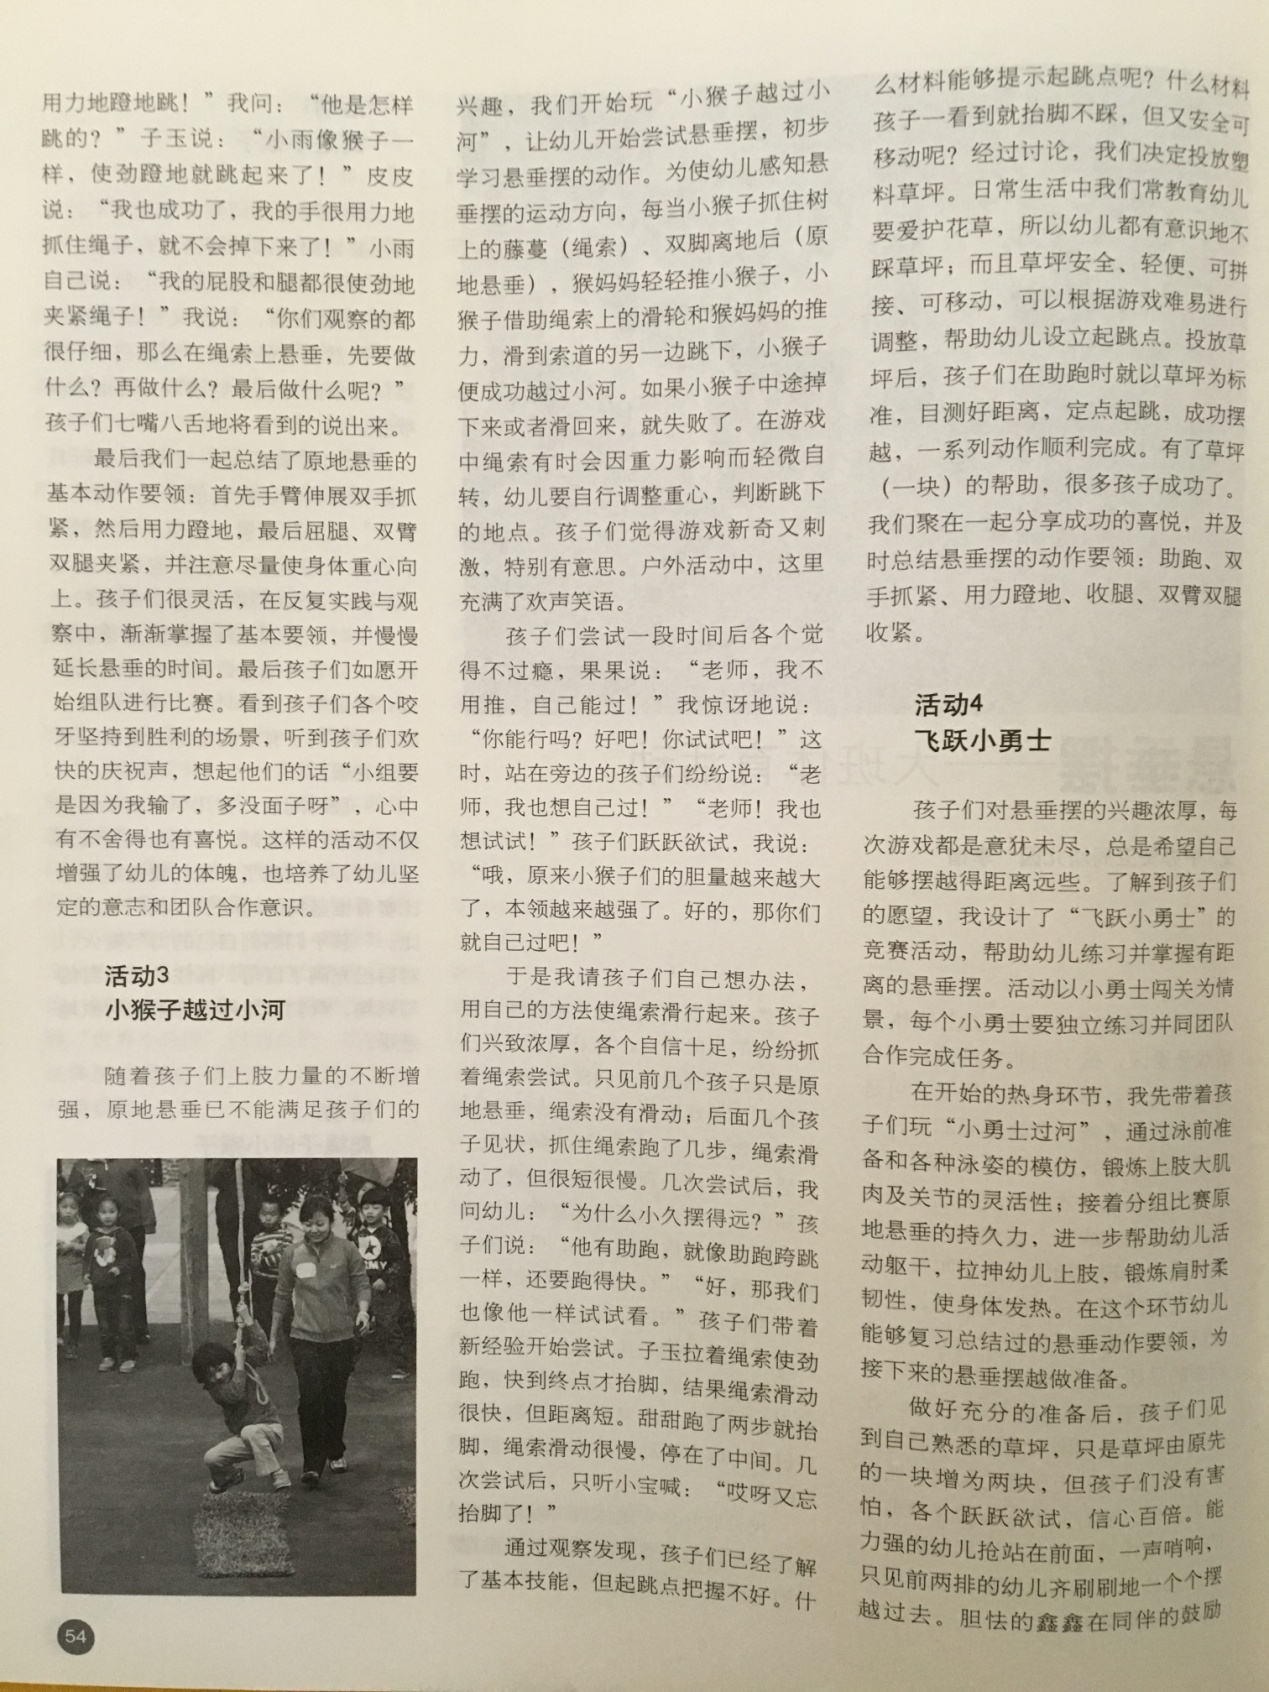 用力地蹬地跳！”我问：“他是怎样
跳的？”子玉说：“小雨像猴子一
样，使劲蹬地就跳起来了！”皮皮
说：“我也成功了，我的手很用力地
抓住绳子，就不会掉下来了！”小雨
自己说：“我的屁股和腿都很使劲地
夹紧绳子！”我说：“你们观察的都
很仔细，那么在绳索上悬垂，先要做
什么？再做什么？最后做什么呢？”
孩子们七嘴八舌地将看到的说出来。
最后我们一起总结了原地悬垂的
基本动作要领：首先手臂伸展双手抓
紧，然后用力蹬地，最后屈腿、双臂
双腿夹紧，并注意尽量使身体重心向
上。孩子们很灵活，在反复实践与观
察中，渐渐掌握了基本要领，并慢慢
延长悬垂的时间。最后孩子们如愿开
始组队进行比赛。看到孩子们各个咬
牙坚持到胜利的场景，听到孩子们欢
快的庆祝声，想起他们的话“小组要
是因为我输了，多没面子呀”，心中
有不舍得也有喜悦。这样的活动不仅
增强了幼儿的体魄，也培养了幼儿坚
定的意志和团队合作意识。
活动3
小猴子越过小河
随着孩子们上肢力量的不断增
强，原地悬垂已不能满足孩子们的
54
兴趣，我们开始玩“小猴子越过小
河”，让幼儿开始尝试悬垂摆，初步
学习悬垂摆的动作。为使幼儿感知悬
垂摆的运动方向，每当小猴子抓住树
上的藤蔓（绳索）、双脚离地后（原
地悬垂），猴妈妈轻轻推小猴子，小
猴子借助绳索上的滑轮和猴妈妈的推
力，滑到索道的另一边跳下，小猴子
便成功越过小河。如果小猴子中途掉
下来或者滑回来，就失败了。在游戏
中绳索有时会因重力影响而轻微自
转，幼儿要自行调整重心，判断跳下
的地点。孩子们觉得游戏新奇又刺
激，特别有意思。户外活动中，这里
充满了欢声笑语。
孩子们尝试一段时间后各个觉
得不过瘾，果果说：“老师，我不
用推，自己能过！”我惊讶地说：
“你能行吗？好吧！你试试吧！”这
时，站在旁边的孩子们纷纷说：“老
师，我也想自己过！”“老师！我也
想试试！”孩子们跃跃欲试，我说：
“哦，原来小猴子们的胆量越来越大
了，本领越来越强了。好的，那你们
就自己过吧！”
于是我请孩子们自己想办法，
用自己的方法使绳索滑行起来。孩子
们兴致浓厚，各个自信十足，纷纷抓
着绳索尝试。只见前几个孩子只是原
地悬垂，绳索没有滑动；后面几个孩
子见状，抓住绳索跑了几步，绳索滑
动了，但很短很慢。几次尝试后，我
问幼儿：“为什么小久摆得远？”孩
子们说：“他有助跑，就像助跑跨跳
一样，还要跑得快。”“好，那我们
也像他一样试试看。”孩子们带着
新经验开始尝试。子玉拉着绳索使劲
跑，快到终点才抬脚，结果绳索滑动
很快，但距离短。甜甜跑了两步就抬
脚，绳索滑动很慢，停在了中间。几
次尝试后，只听小宝喊：“哎呀又忘
抬脚了！”
通过观察发现，孩子们已经了解
了基本技能，但起跳点把握不好。什
么材料能够提示起跳点呢？什么材料
孩子一看到就抬脚不踩，但又安全可
移动呢？经过讨论，我们决定投放塑
料草坪。日常生活中我们常教育幼儿
要爱护花草，所以幼儿都有意识地不
踩草坪；而且草坪安全、轻便、可拼
接、可移动，可以根据游戏难易进行
调整，帮助幼儿设立起跳点。投放草
坪后，孩子们在助跑时就以草坪为标
准，目测好距离，定点起跳，成功摆
越，一系列动作顺利完成。有了草坪
（一块）的帮助，很多孩子成功了。
我们聚在一起分享成功的喜悦，并及
时总结悬垂摆的动作要领：助跑、双
手抓紧、用力蹬地、收腿、双臂双腿
收紧。
活动4
飞跃小勇士
孩子们对悬垂摆的兴趣浓厚，每
次游戏都是意犹未尽，总是希望自己
能够摆越得距离远些。了解到孩子们
的愿望，我设计了“飞跃小勇士”的
竞赛活动，帮助幼儿练习并掌握有距
离的悬垂摆。活动以小勇士闯关为情
景，每个小勇士要独立练习并同团队
合作完成任务。
在开始的热身环节，我先带着孩
子们玩“小勇士过河”，通过泳前准
备和各种泳姿的模仿，锻炼上肢大肌
肉及关节的灵活性；接着分组比赛原
地悬垂的持久力，进一步帮助幼儿活
动躯干，拉抻幼儿上肢，锻炼肩肘柔
韧性，使身体发热。在这个环节幼儿
能够复习总结过的悬垂动作要领，为
接下来的悬垂摆越做准备。
做好充分的准备后，孩子们见
到自己熟悉的草坪，只是草坪由原先
的一块增为两块，但孩子们没有害
怕，各个跃跃欲试，信心百倍。能
力强的幼儿抢站在前面，一声哨响，
只见前两排的幼儿齐刷刷地一个个摆
越过去。胆怯的鑫鑫在同伴的鼓励